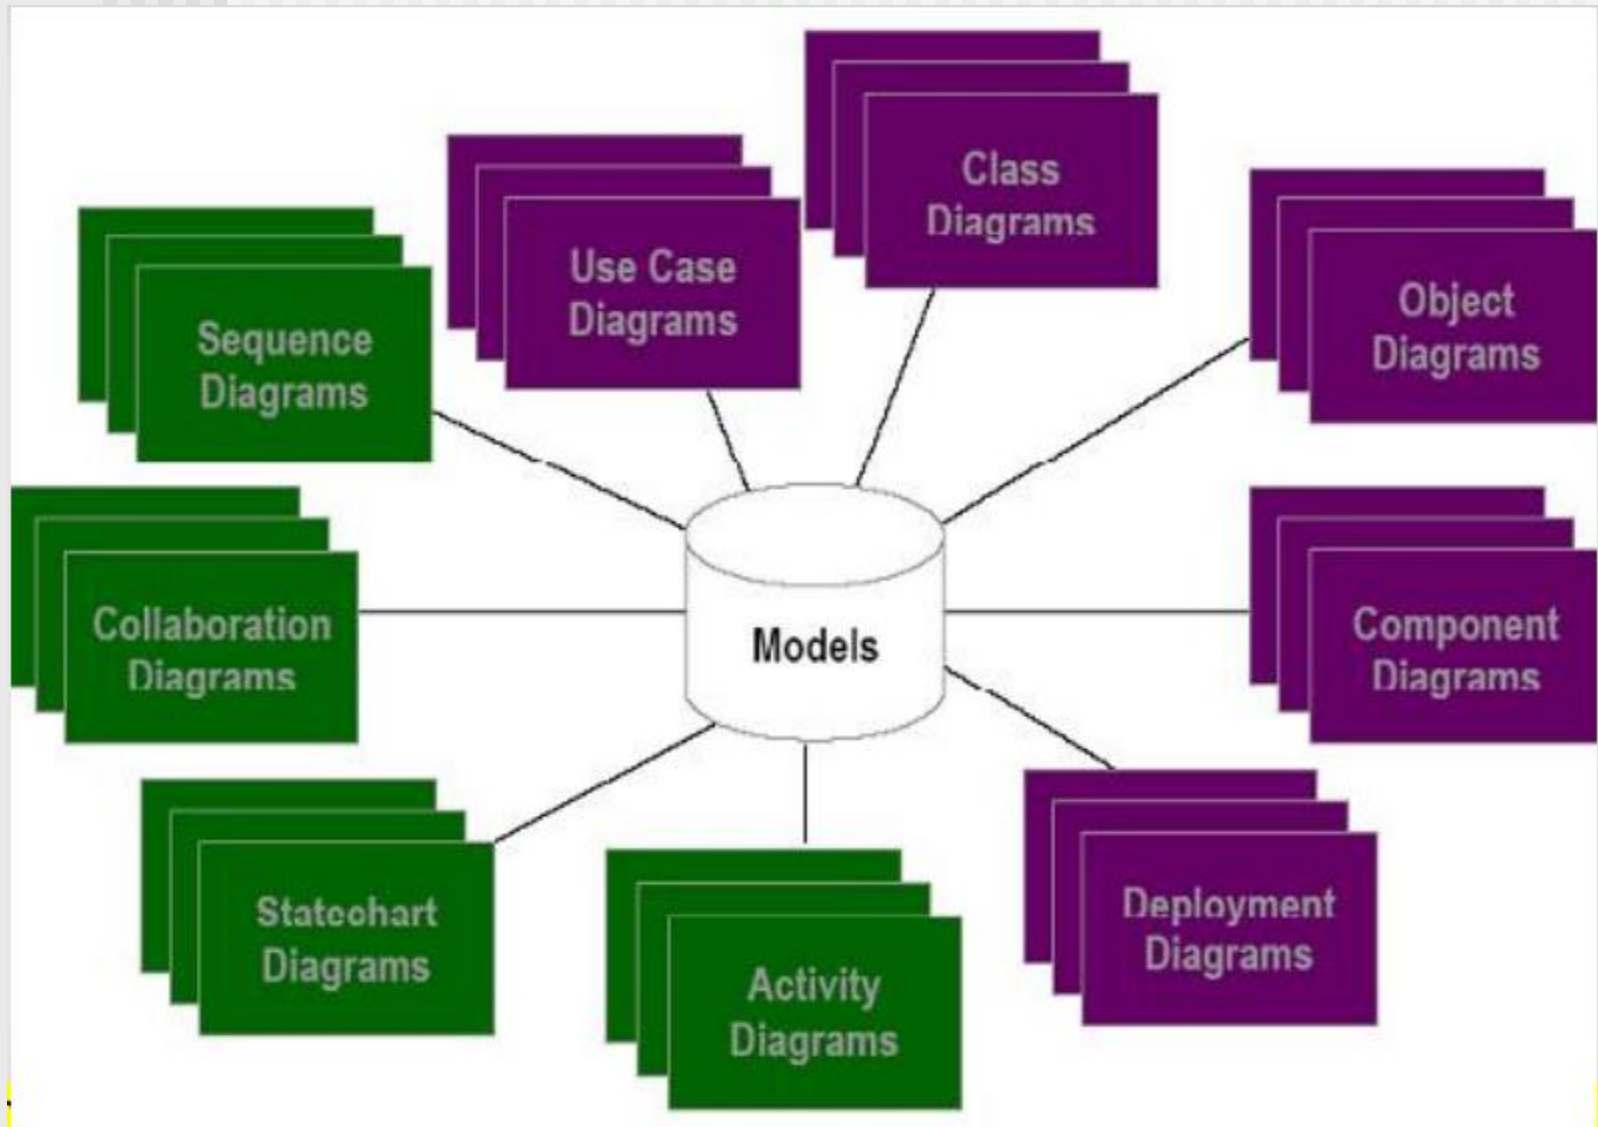 Class
Diagrams
Use Case
Diagrams
Object
Diagrams
Sequence
Diagrams
Models
Collaboration
Diagrams
Component
Diagrams
Statechart
Diagrams
Activity
Diagrams
Deployment
Diagrams